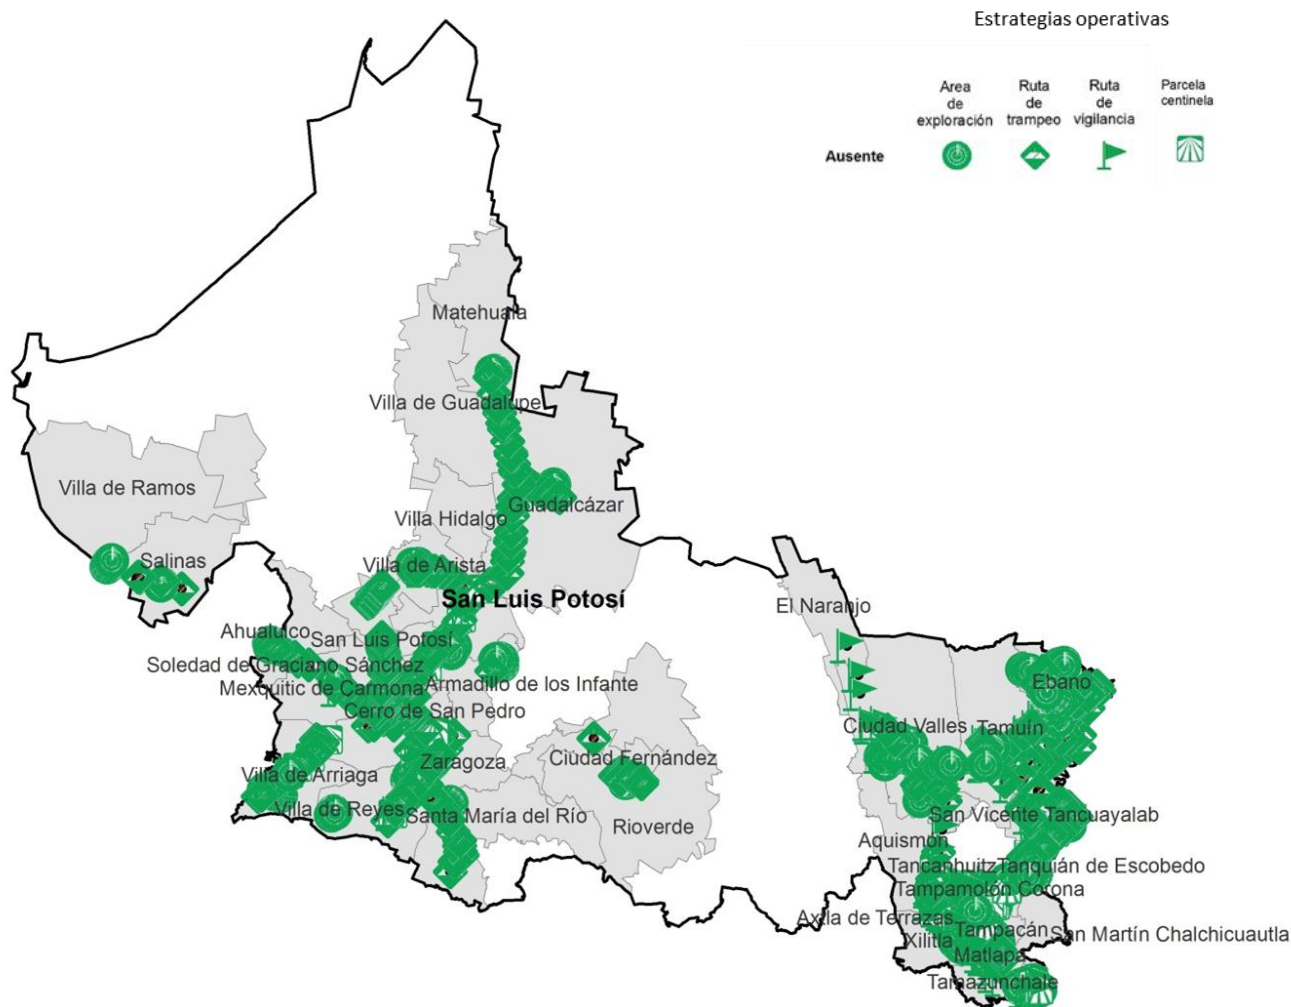 Estrategias operativas
Area
de
exploración
Ruta
de
trampeo
Ruta
de
vigilancia
Parcela
centinela
Ausente
Matehuala
Villa de Guadalupe
Villa de Ramos
Guadalcázar
Villa Hidalgo
Salinas
Villa de Arista
San Luis Potosí
El Naranjo
Ahualulco
San Luis Potosí
Soledad de Graciano Sánchez
Mexquitic de Carmona
Armadillo de los Infante
Ebano
Cerro de San Pedro
Ciudad Valles
Tamuín
Zaragoza
Ciudad Fernández
Villa de Arriaga
Villa de Reyes
Santa María del Río
San Vicente Tancuayalab
Rioverde
Aquismón
Tancanhuitz
Tanquián de Escobedo
Tampamolón Corona
Axtla de Terrazas
Tampacán
San Martín Chalchicuautla
Xilitla
Matlapa
Tamazunchale